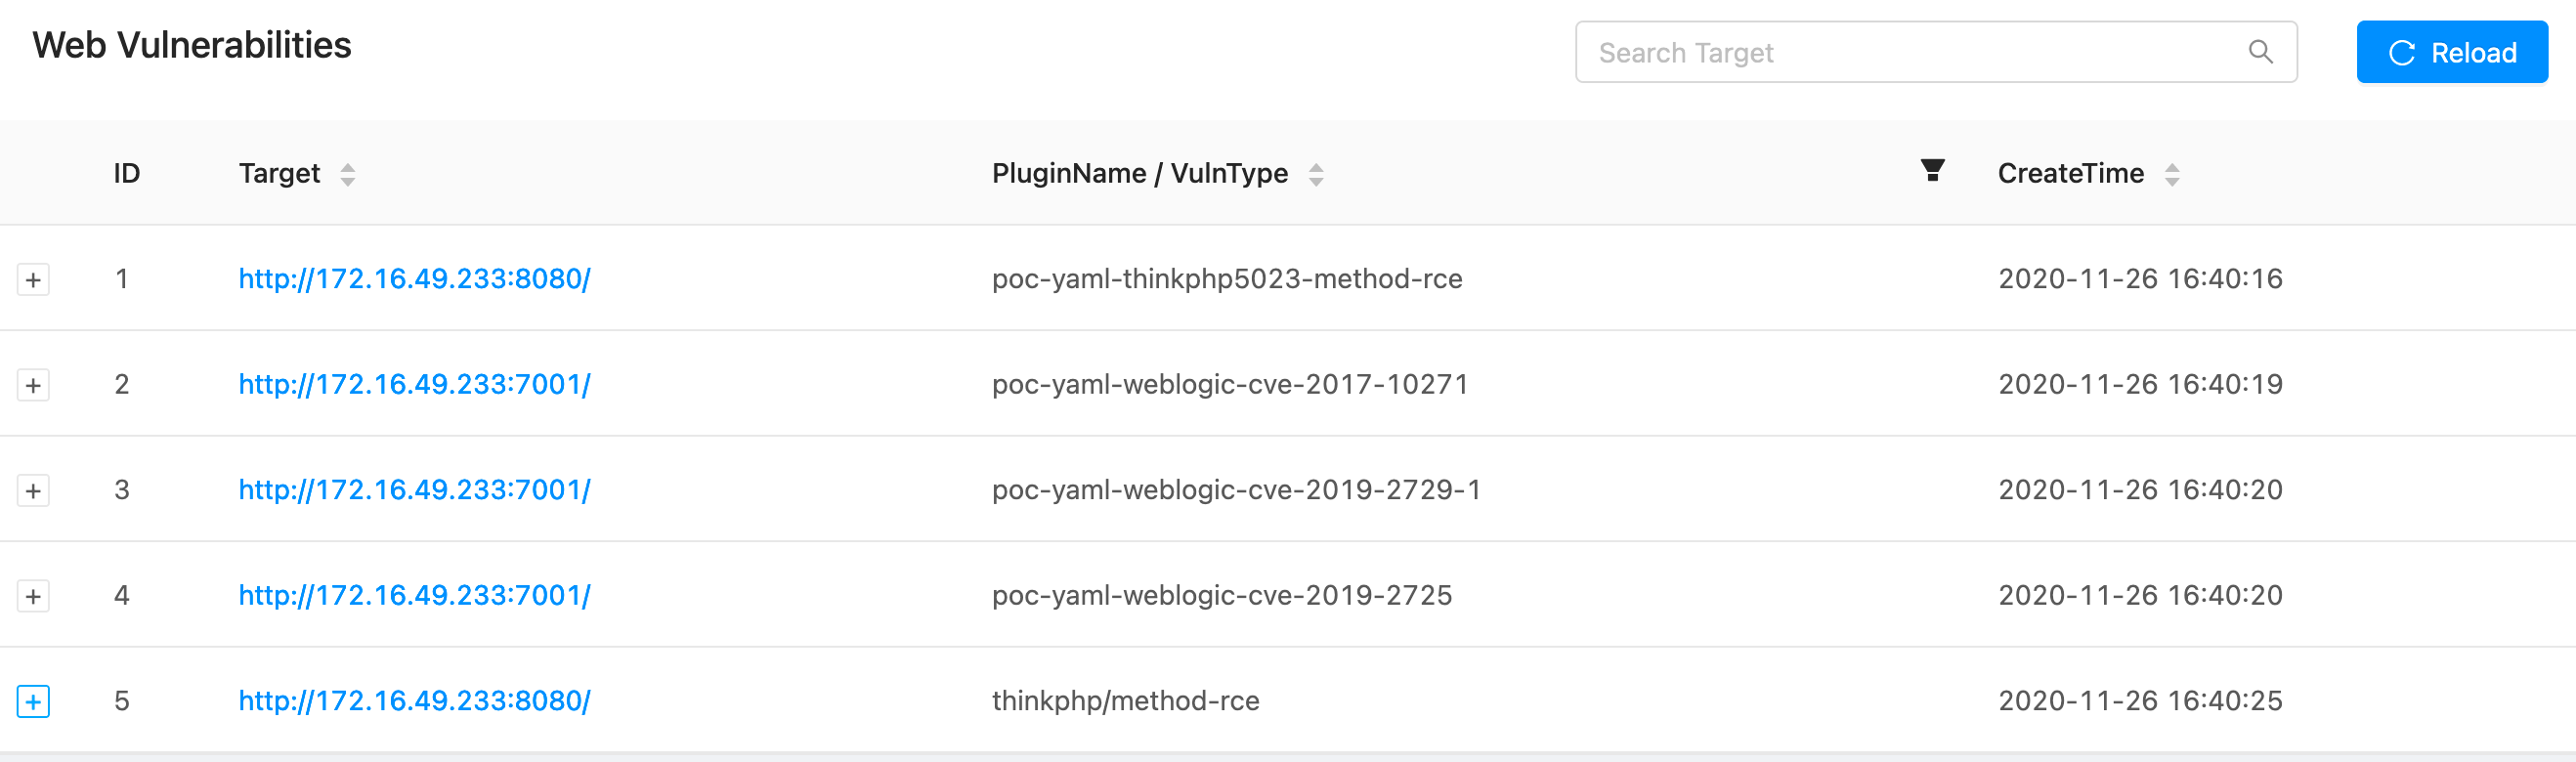 Web Vulnerabilities
Search Target
Reload
ID Target PluginName / VulnType CreateTime
1 http://172.16.49.233:8080/ poc-yaml-thinkphp5023-method-rce 2020-11-26 16:40:16
2 http://172.16.49.233:7001/ poc-yaml-weblogic-cve-2017-10271 2020-11-26 16:40:19
3 http://172.16.49.233:7001/ poc-yaml-weblogic-cve-2019-2729-1 2020-11-26 16:40:20
4 http://172.16.49.233:7001/ poc-yaml-weblogic-cve-2019-2725 2020-11-26 16:40:20
5 http://172.16.49.233:8080/ thinkphp/method-rce 2020-11-26 16:40:25